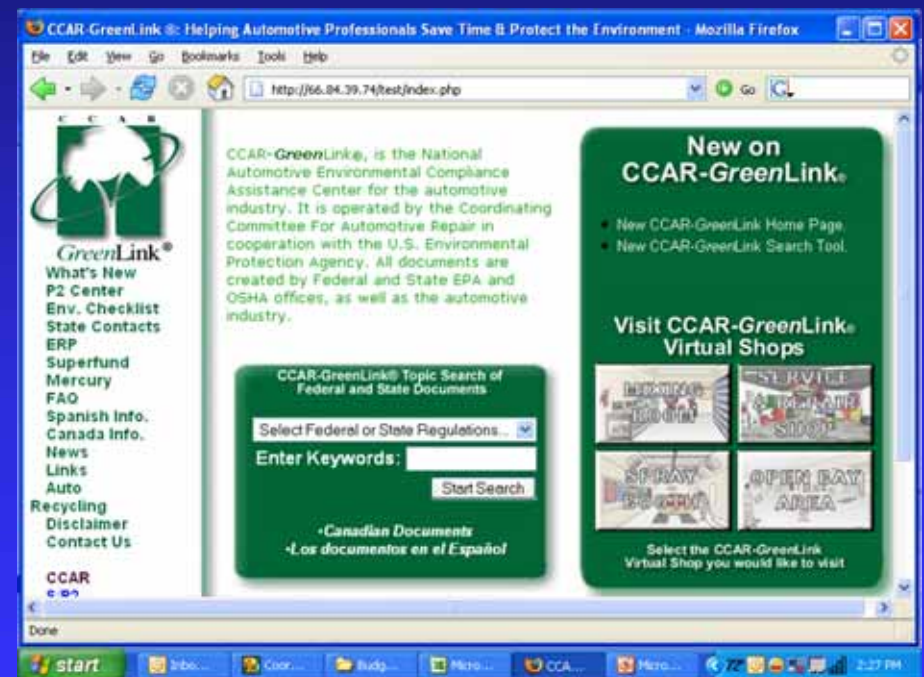 CCAR-GreenLink ®: Helping Automotive Professionals Save Time & Protect the Environment - Mozilla Firefox
File Edit View Go Bookmarks Tools Help
http://66.84.39.74/test/index.php
Go
C C A R
GreenLink®
What's New
P2 Center
Env. Checklist
State Contacts
ERP
Superfund
Mercury
FAQ
Spanish Info.
Canada Info.
News
Links
Auto
Recycling
Disclaimer
Contact Us
CCAR
S/P2
CCAR-GreenLink®, is the National
Automotive Environmental Compliance
Assistance Center for the automotive
industry. It is operated by the Coordinating
Committee For Automotive Repair in
cooperation with the U.S. Environmental
Protection Agency. All documents are
created by Federal and State EPA and
OSHA offices, as well as the automotive
industry.
CCAR-GreenLink® Topic Search of
Federal and State Documents
Select Federal or State Regulations...
Enter Keywords:
Start Search
•Canadian Documents
•Los documentos en el Español
New on
CCAR-GreenLink®
• New CCAR-GreenLink Home Page.
• New CCAR-GreenLink Search Tool.
Visit CCAR-GreenLink®
Virtual Shops
MIXING
ROOM
SERVICE
& REPAIR
SHOP
SPRAY
BOOTH
OPEN BAY
AREA
Select the CCAR-GreenLink
Virtual Shop you would like to visit
Done
start
Inbo...
Coor...
Budg...
Micro...
CCA...
Micro...
72
2:27 PM